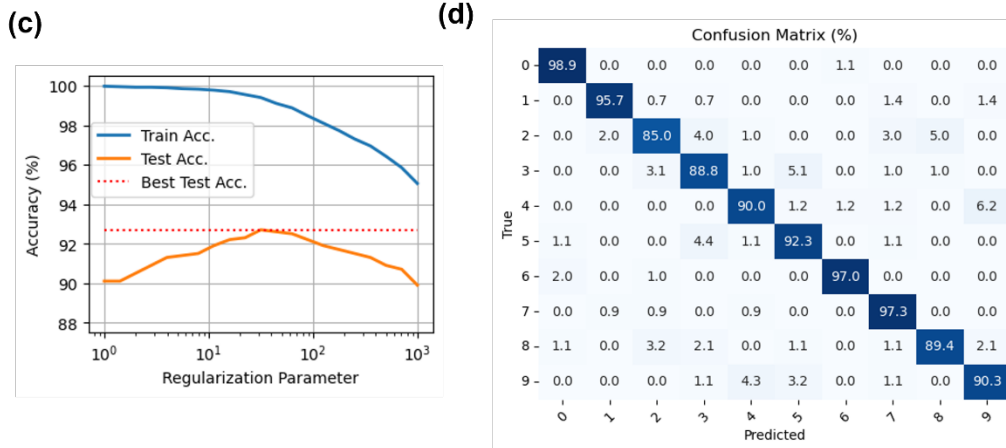 (c)
100
98
96
94
92
90
88
Accuracy (%)
Train Acc.
Test Acc.
Best Test Acc.
10⁰ 10¹ 10² 10³
Regularization Parameter
(d)
Confusion Matrix (%)
True
0 98.9 0.0 0.0 0.0 0.0 0.0 1.1 0.0 0.0 0.0
1 0.0 95.7 0.7 0.7 0.0 0.0 0.0 1.4 0.0 1.4
2 0.0 2.0 85.0 4.0 1.0 0.0 0.0 3.0 5.0 0.0
3 0.0 0.0 3.1 88.8 1.0 5.1 0.0 1.0 1.0 0.0
4 0.0 0.0 0.0 0.0 90.0 1.2 1.2 1.2 0.0 6.2
5 1.1 0.0 0.0 4.4 1.1 92.3 0.0 1.1 0.0 0.0
6 2.0 0.0 1.0 0.0 0.0 0.0 97.0 0.0 0.0 0.0
7 0.0 0.9 0.9 0.0 0.9 0.0 0.0 97.3 0.0 0.0
8 1.1 0.0 3.2 2.1 0.0 1.1 0.0 1.1 89.4 2.1
9 0.0 0.0 0.0 1.1 4.3 3.2 0.0 1.1 0.0 90.3
0 1 2 3 4 5 6 7 8 9
Predicted